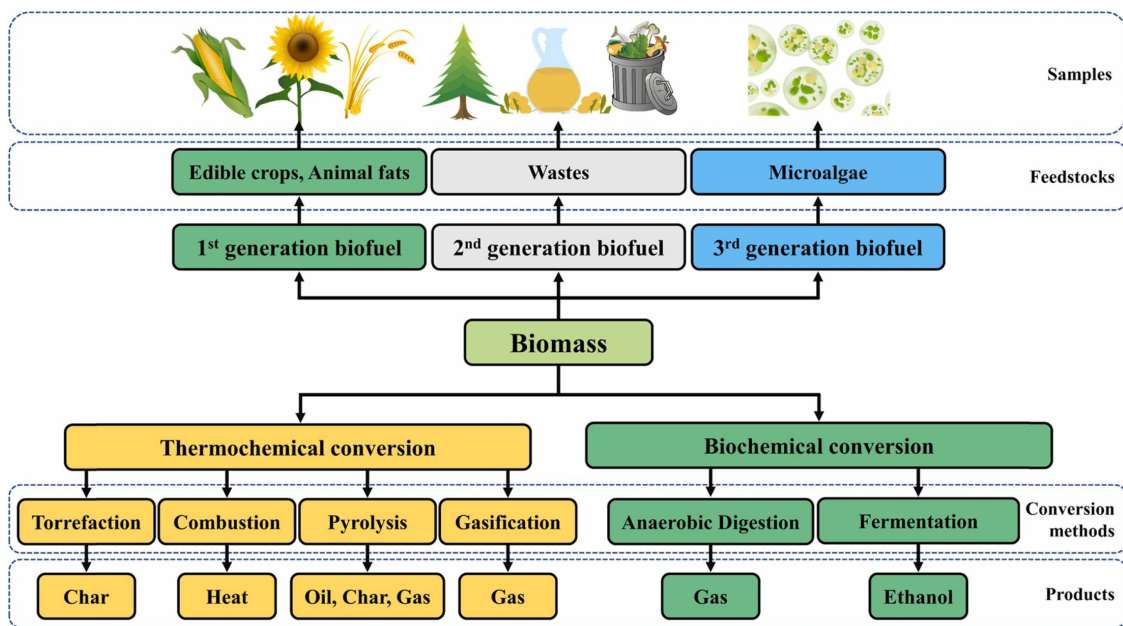 Samples
Edible crops, Animal fats
Wastes
Microalgae
Feedstocks
1st generation biofuel
2nd generation biofuel
3rd generation biofuel
Biomass
Thermochemical conversion
Biochemical conversion
Torrefaction
Combustion
Pyrolysis
Gasification
Anaerobic Digestion
Fermentation
Conversion
methods
Char
Heat
Oil, Char, Gas
Gas
Gas
Ethanol
Products